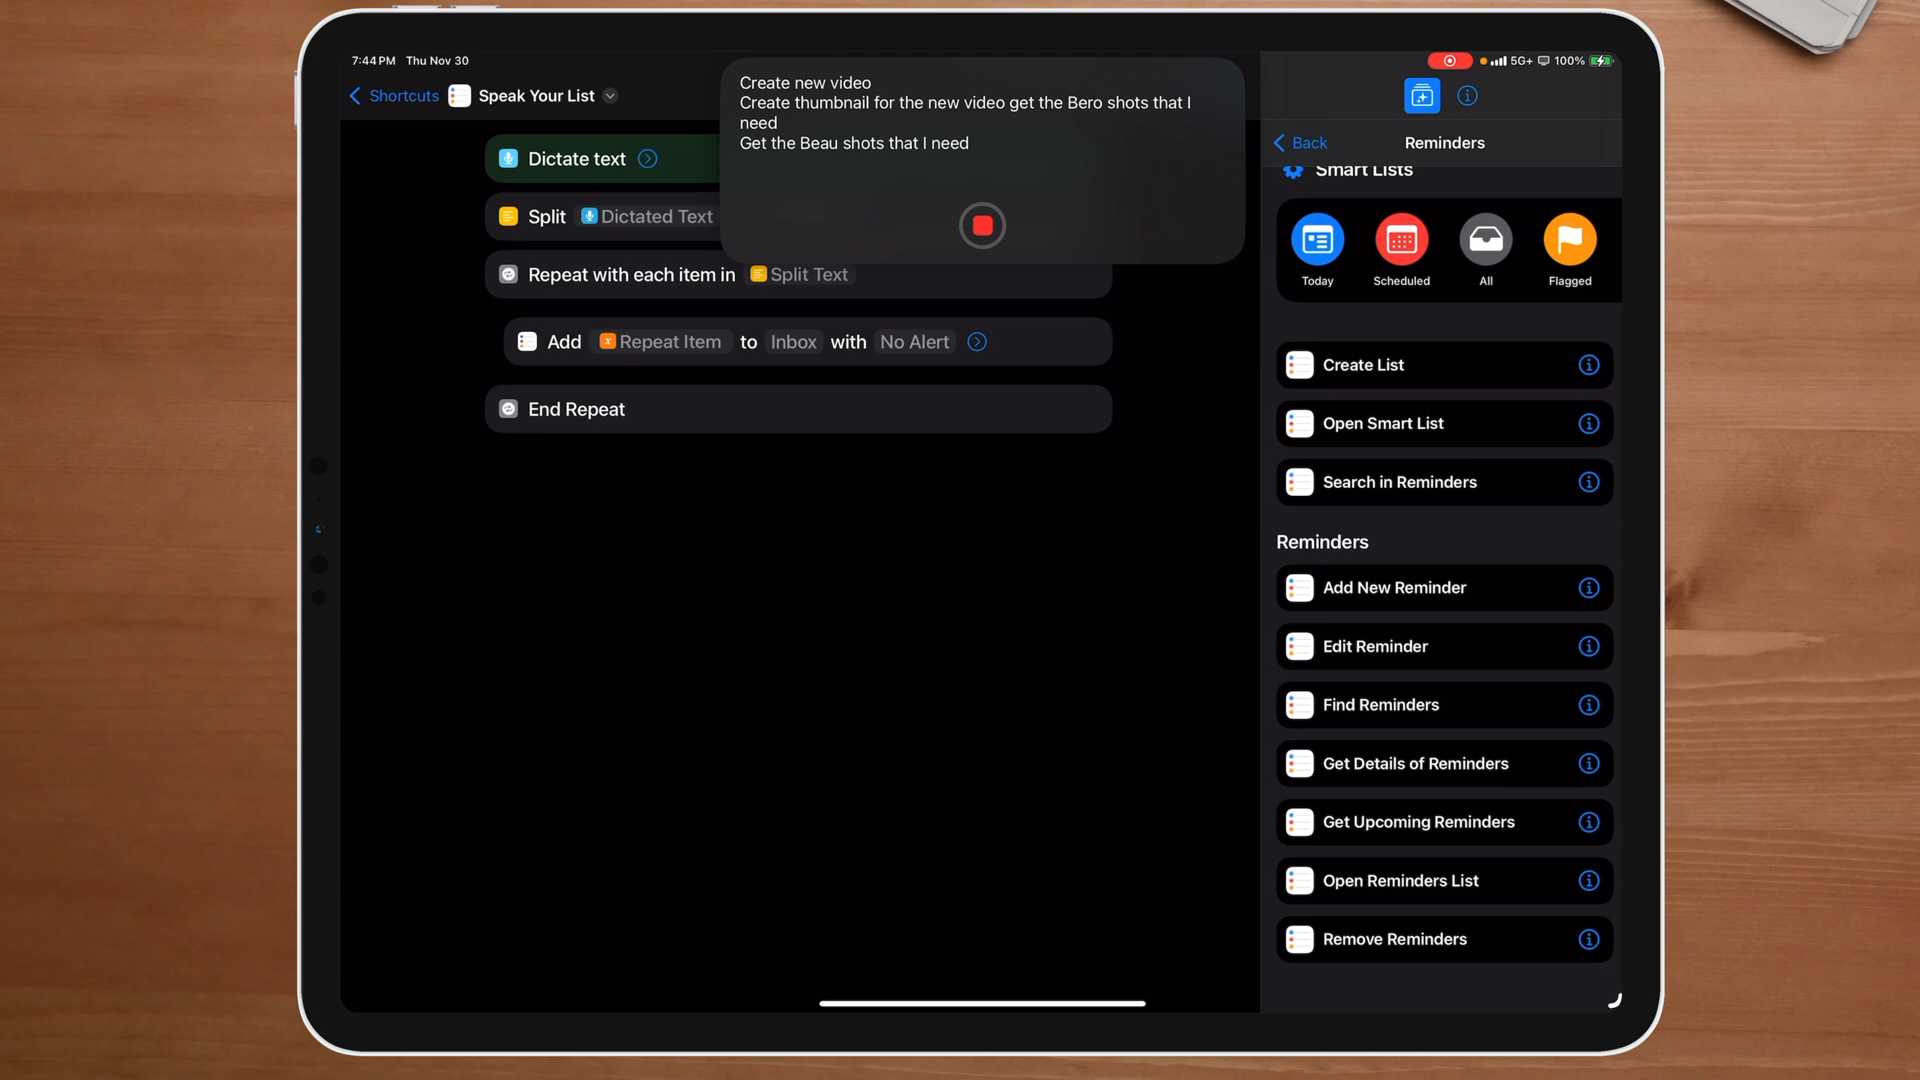 7:44 PM Thu Nov 30
5G+ 100%
Shortcuts
Speak Your List
Create new video
Create thumbnail for the new video get the Bero shots that I
need
Get the Beau shots that I need
Dictate text
Split Dictated Text
Repeat with each item in Split Text
Add Repeat Item to Inbox with No Alert
End Repeat
Back
Reminders
Smart Lists
Today
Scheduled
All
Flagged
Create List
Open Smart List
Search in Reminders
Reminders
Add New Reminder
Edit Reminder
Find Reminders
Get Details of Reminders
Get Upcoming Reminders
Open Reminders List
Remove Reminders